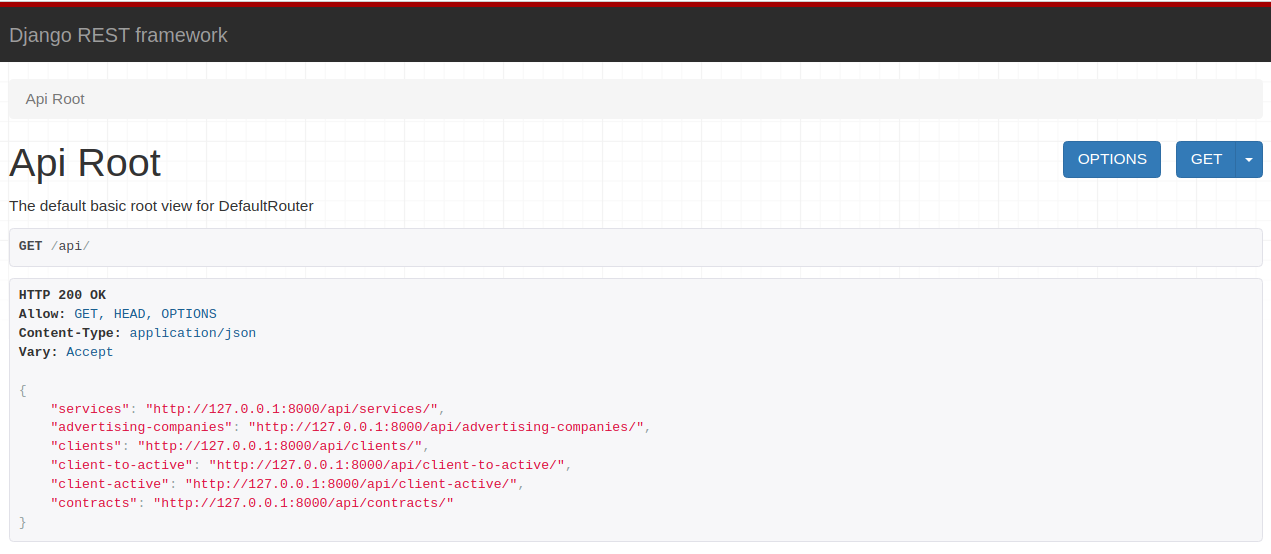 Django REST framework
Api Root
Api Root
OPTIONS
GET
The default basic root view for DefaultRouter
GET /api/
HTTP 200 OK
Allow: GET, HEAD, OPTIONS
Content-Type: application/json
Vary: Accept
{
    "services": "http://127.0.0.1:8000/api/services/",
    "advertising-companies": "http://127.0.0.1:8000/api/advertising-companies/",
    "clients": "http://127.0.0.1:8000/api/clients/",
    "client-to-active": "http://127.0.0.1:8000/api/client-to-active/",
    "client-active": "http://127.0.0.1:8000/api/client-active/",
    "contracts": "http://127.0.0.1:8000/api/contracts/"
}